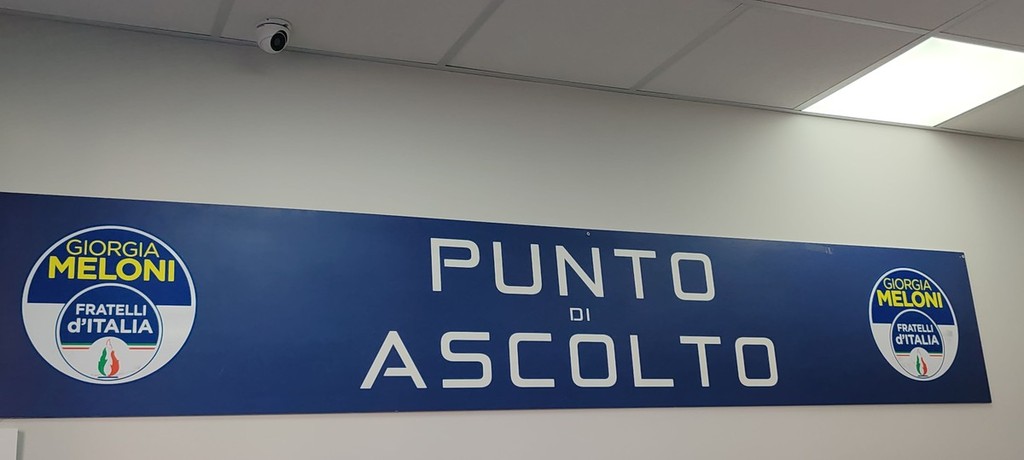 GIORGIA
MELONI
FRATELLI
d'ITALIA
PUNTO
DI
ASCOLTO
GIORGIA
MELONI
FRATELLI
d'ITALIA